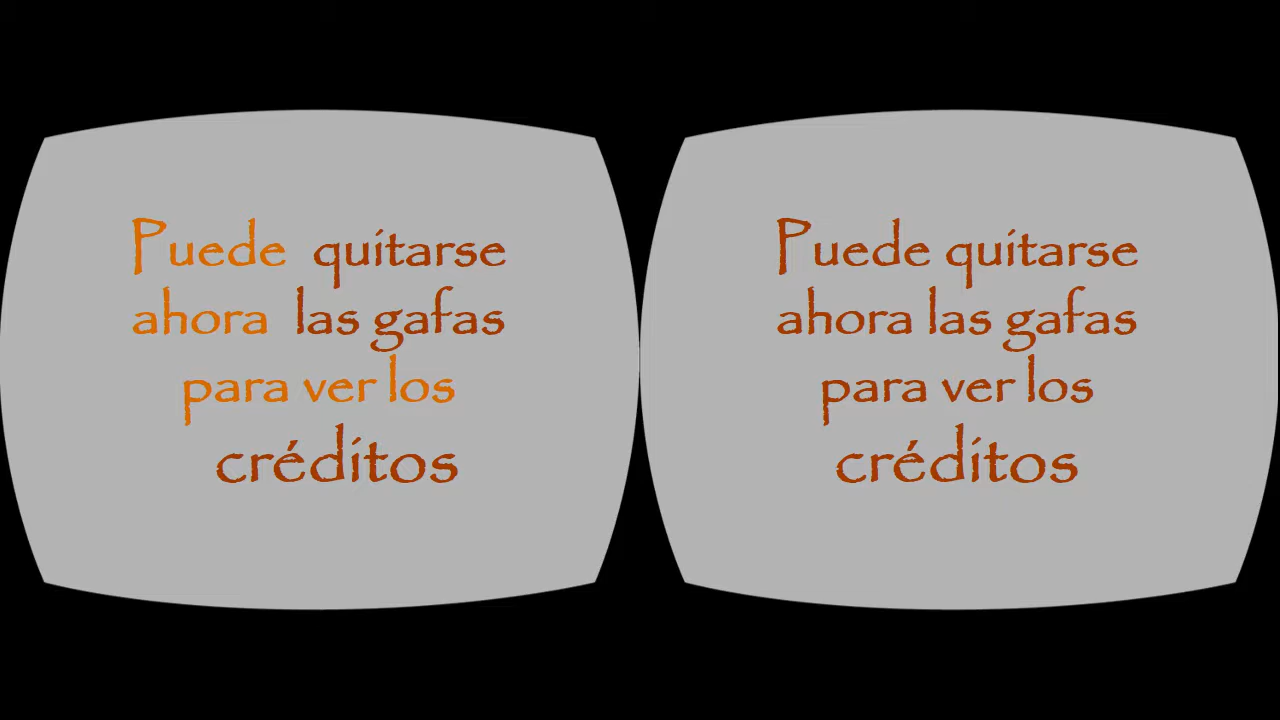 Puede quitarse
ahora las gafas
para ver los
créditos
Puede quitarse
ahora las gafas
para ver los
créditos